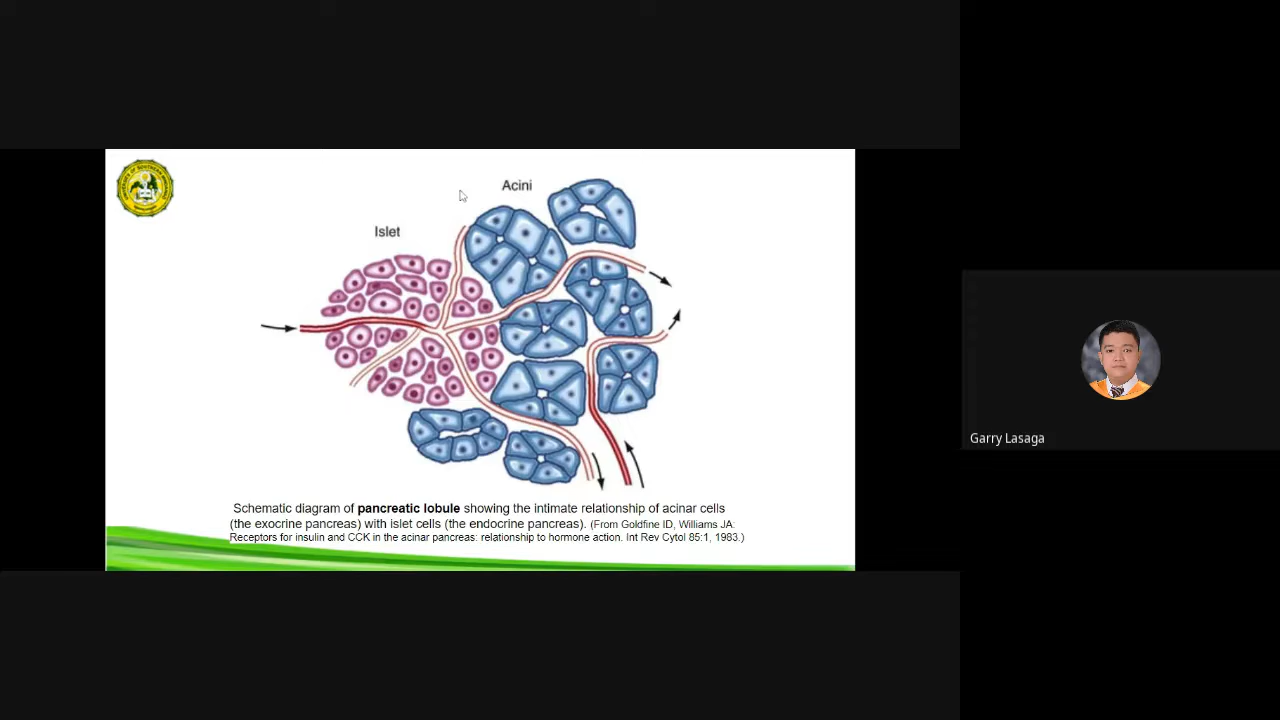 Acini
Islet
Schematic diagram of pancreatic lobule showing the intimate relationship of acinar cells
(the exocrine pancreas) with islet cells (the endocrine pancreas). (From Goldfine ID, Williams JA:
Receptors for insulin and CCK in the acinar pancreas: relationship to hormone action. Int Rev Cytol 85:1, 1983.)
Garry Lasaga